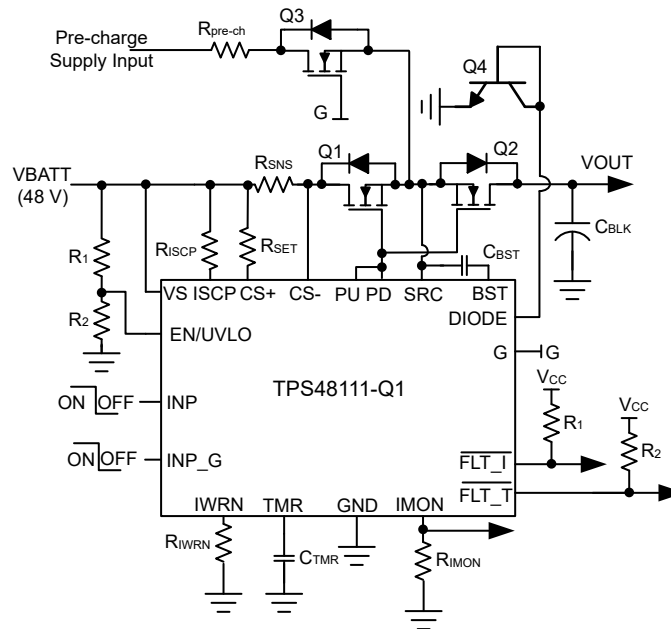 Q3
Pre-charge
Supply Input
Rpre-ch
Q4
G
VBATT
(48 V)
RSNS
Q1
Q2
VOUT
R1
RISCP
RSET
CBST
CBLK
R2
VS ISCP CS+ CS- PU PD SRC BST
DIODE
EN/UVLO
G
G
TPS48111-Q1
ON OFF
INP
VCC
R1
VCC
R2
ON OFF
INP_G
FLT_I
FLT_T
IWRN TMR GND IMON
RIWRN
CTMR
RIMON